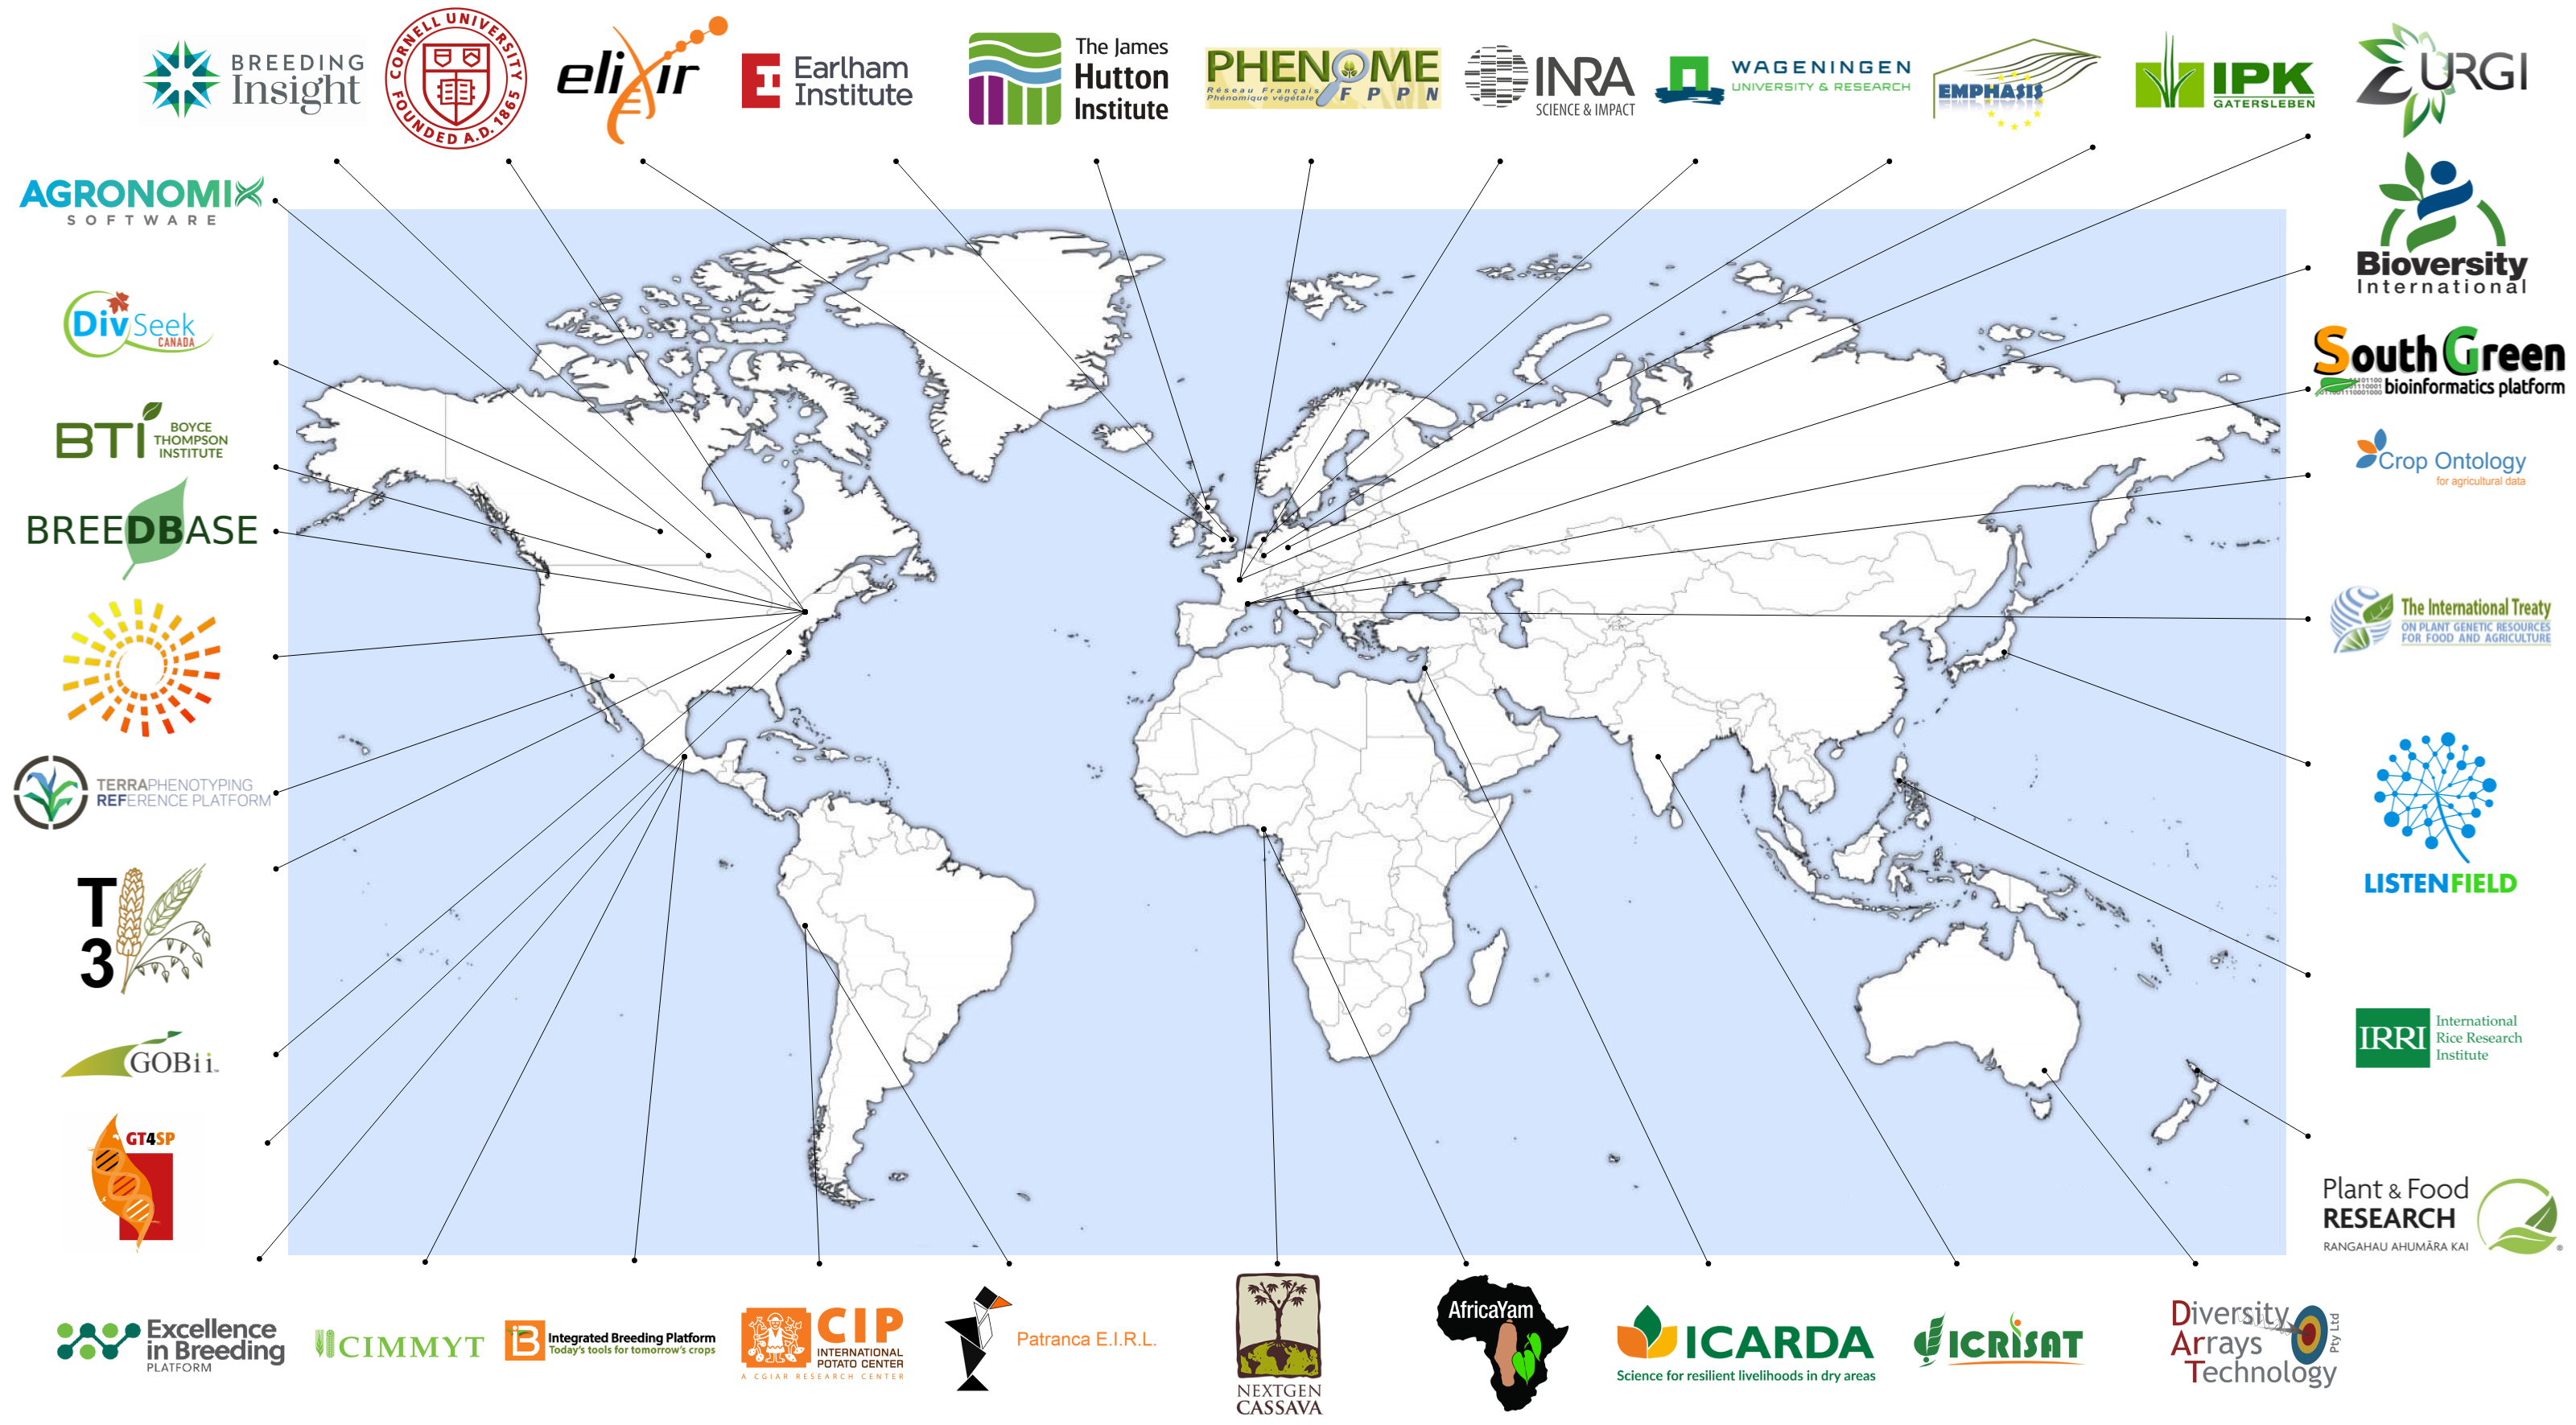 BREEDING
Insight
CORNELL UNIVERSITY
FOUNDED A.D. 1865
elixir
Earlham
Institute
The James
Hutton
Institute
PHENOME
Réseau Français
Phénomique végétale
FPPN
INRA
SCIENCE & IMPACT
WAGENINGEN
UNIVERSITY & RESEARCH
EMPHASIS
IPK
GATERSLEBEN
URGI
AGRONOMIX
SOFTWARE
DivSeek
CANADA
BTI
BOYCE
THOMPSON
INSTITUTE
BREEDBASE
TERRAPHENOTYPING
REFERENCE PLATFORM
T
3
GOBii
GT4SP
Bioversity
International
South Green
bioinformatics platform
Crop Ontology
for agricultural data
The International Treaty
ON PLANT GENETIC RESOURCES
FOR FOOD AND AGRICULTURE
LISTENFIELD
IRRI
International
Rice Research
Institute
Plant & Food
RESEARCH
RANGAHAU AHUMĀRA KAI
Excellence
in Breeding
PLATFORM
CIMMYT
iB
Integrated Breeding Platform
Today's tools for tomorrow's crops
CIP
INTERNATIONAL
POTATO CENTER
A CGIAR RESEARCH CENTER
Patranca E.I.R.L.
NEXTGEN
CASSAVA
AfricaYam
ICARDA
Science for resilient livelihoods in dry areas
ICRISAT
Diversity
Arrays
Technology
Pty Ltd